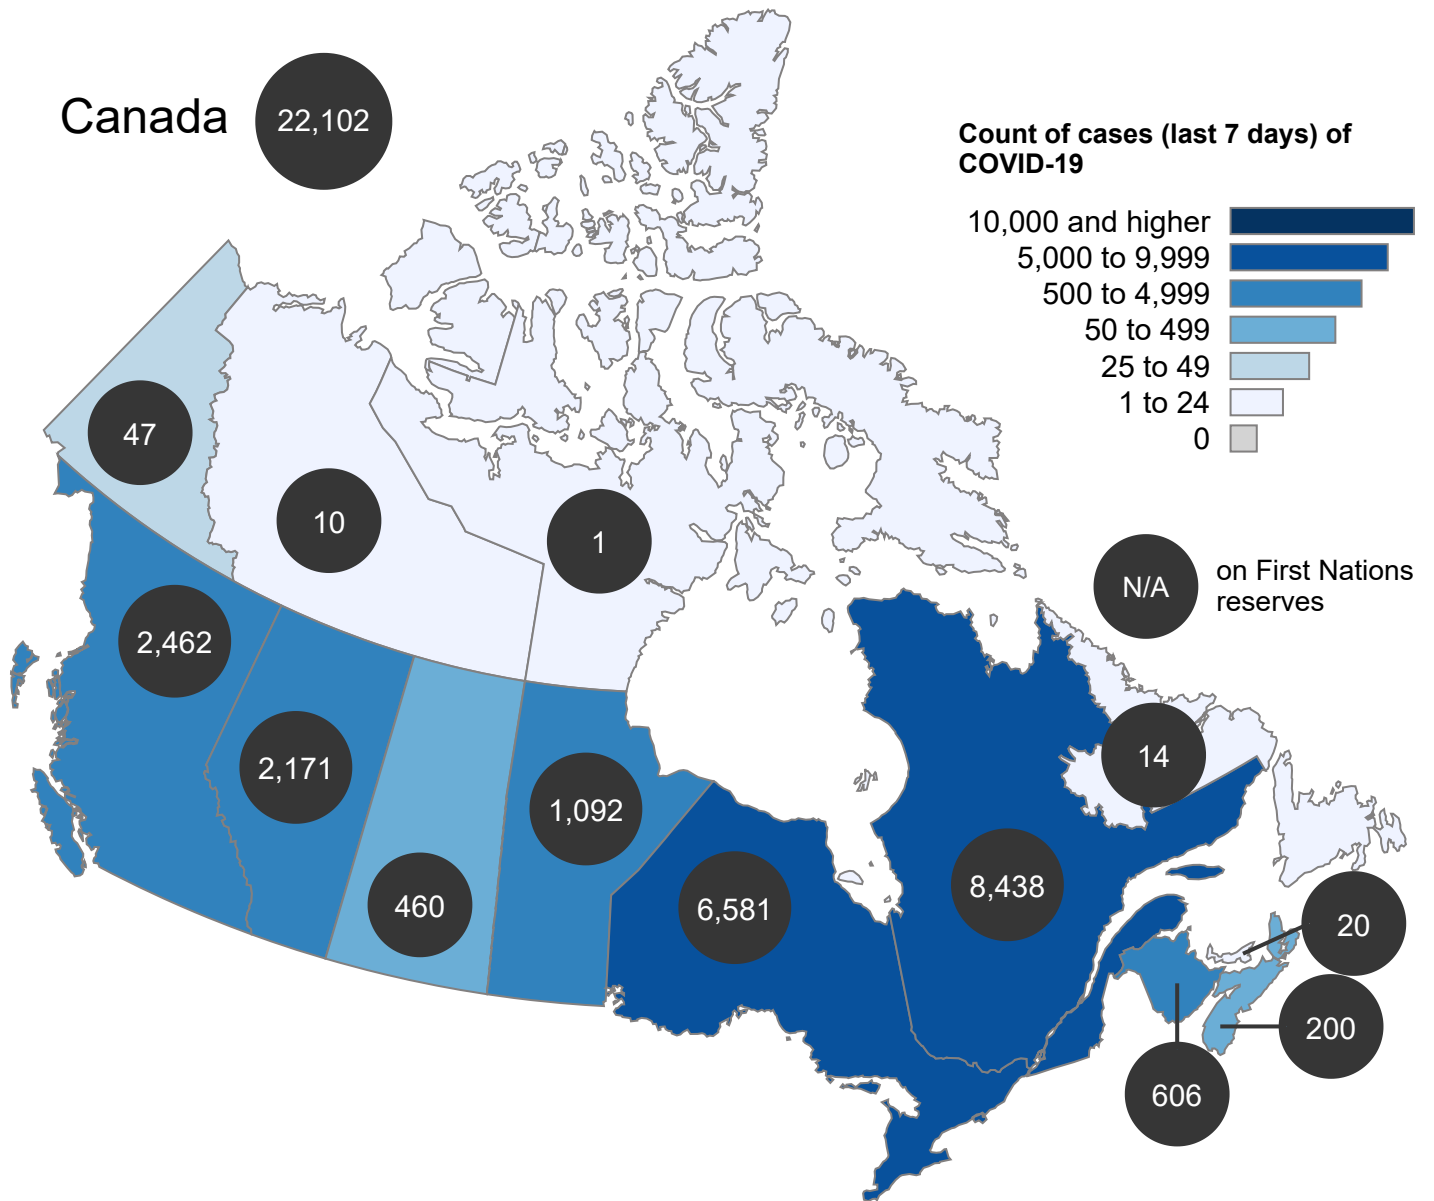 Canada
22,102
Count of cases (last 7 days) of
COVID-19
10,000 and higher
5,000 to 9,999
500 to 4,999
50 to 499
25 to 49
1 to 24
0
47
10
1
N/A
on First Nations
reserves
2,462
2,171
1,092
14
460
6,581
8,438
20
200
606